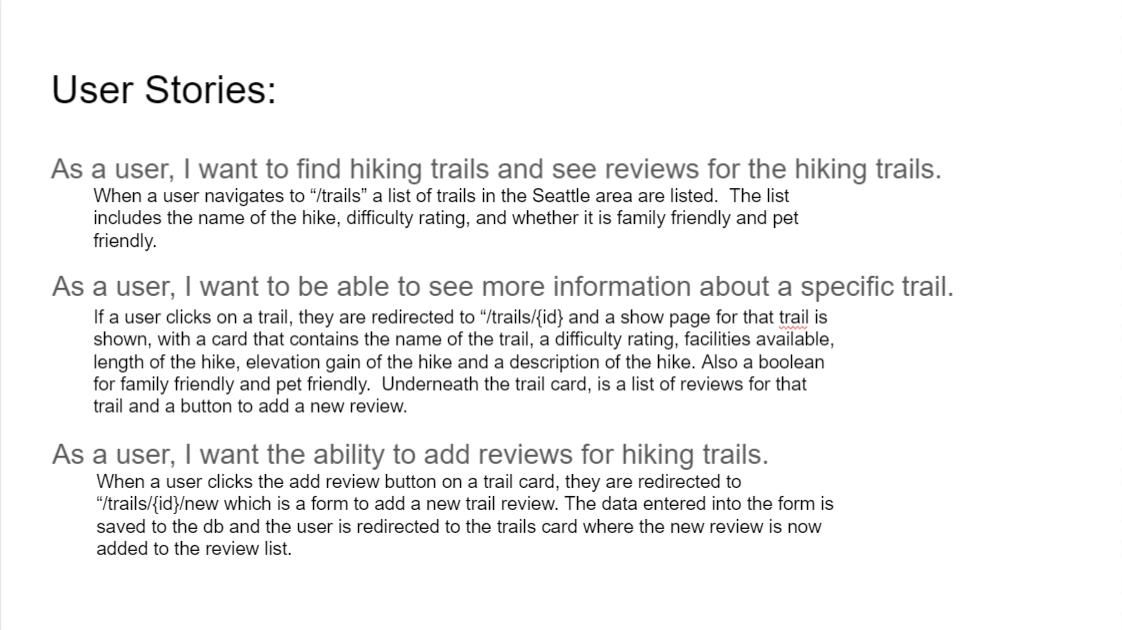 User Stories:
As a user, I want to find hiking trails and see reviews for the hiking trails.
When a user navigates to “/trails” a list of trails in the Seattle area are listed.  The list
includes the name of the hike, difficulty rating, and whether it is family friendly and pet
friendly.
As a user, I want to be able to see more information about a specific trail.
If a user clicks on a trail, they are redirected to “/trails/{id} and a show page for that trail is
shown, with a card that contains the name of the trail, a difficulty rating, facilities available,
length of the hike, elevation gain of the hike and a description of the hike. Also a boolean
for family friendly and pet friendly.  Underneath the trail card, is a list of reviews for that
trail and a button to add a new review.
As a user, I want the ability to add reviews for hiking trails.
When a user clicks the add review button on a trail card, they are redirected to
“/trails/{id}/new which is a form to add a new trail review. The data entered into the form is
saved to the db and the user is redirected to the trails card where the new review is now
added to the review list.